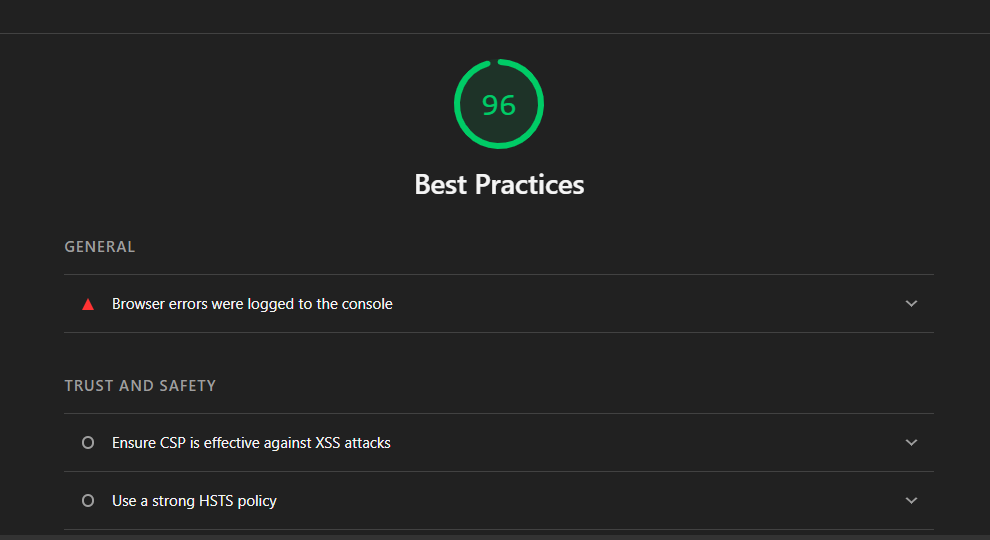 96
Best Practices
GENERAL
Browser errors were logged to the console
TRUST AND SAFETY
Ensure CSP is effective against XSS attacks
Use a strong HSTS policy